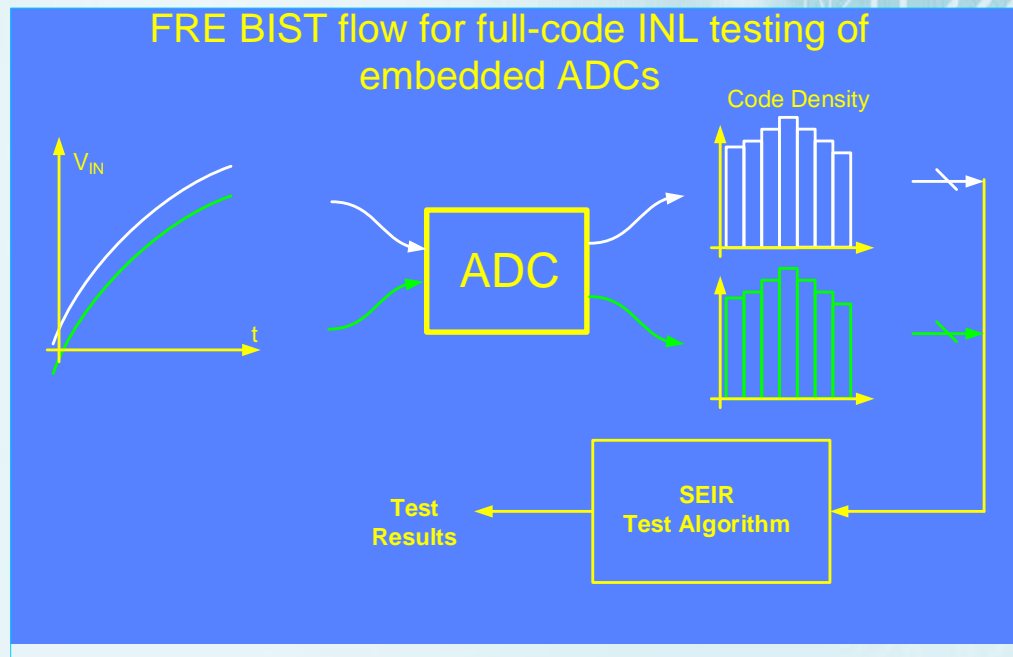 FRE BIST flow for full-code INL testing of
embedded ADCs
Code Density
VIN
t
ADC
SEIR
Test Algorithm
Test
Results